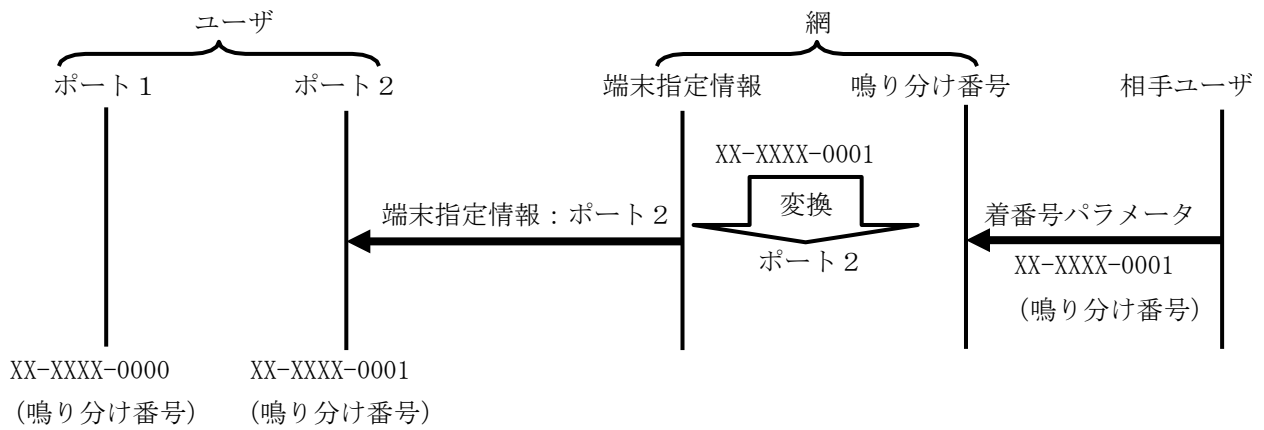 ユーザ 網
ポート1 ポート2 端末指定情報 鳴り分け番号 相手ユーザ
XX-XXXX-0001
変換
端末指定情報:ポート2 着番号パラメータ
ポート2 XX-XXXX-0001
(鳴り分け番号)
XX-XXXX-0000 XX-XXXX-0001
(鳴り分け番号) (鳴り分け番号)